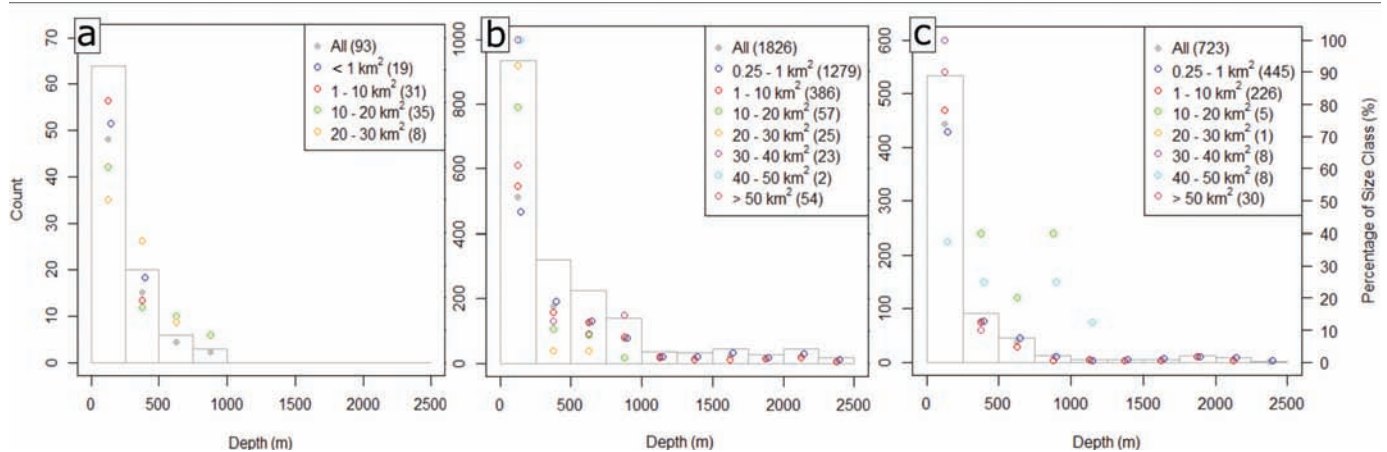 a
70
60
50
40
30
20
10
0
Count
All (93)
< 1 km² (19)
1 - 10 km² (31)
10 - 20 km² (35)
20 - 30 km² (8)
0 500 1000 1500 2000 2500
Depth (m)
b
1000
800
600
400
200
0
All (1826)
0.25 - 1 km² (1279)
1 - 10 km² (386)
10 - 20 km² (57)
20 - 30 km² (25)
30 - 40 km² (23)
40 - 50 km² (2)
> 50 km² (54)
0 500 1000 1500 2000 2500
Depth (m)
c
600
500
400
300
200
100
0
All (723)
0.25 - 1 km² (445)
1 - 10 km² (226)
10 - 20 km² (5)
20 - 30 km² (1)
30 - 40 km² (8)
40 - 50 km² (8)
> 50 km² (30)
100
90
80
70
60
50
40
30
20
10
0
Percentage of Size Class (%)
0 500 1000 1500 2000 2500
Depth (m)